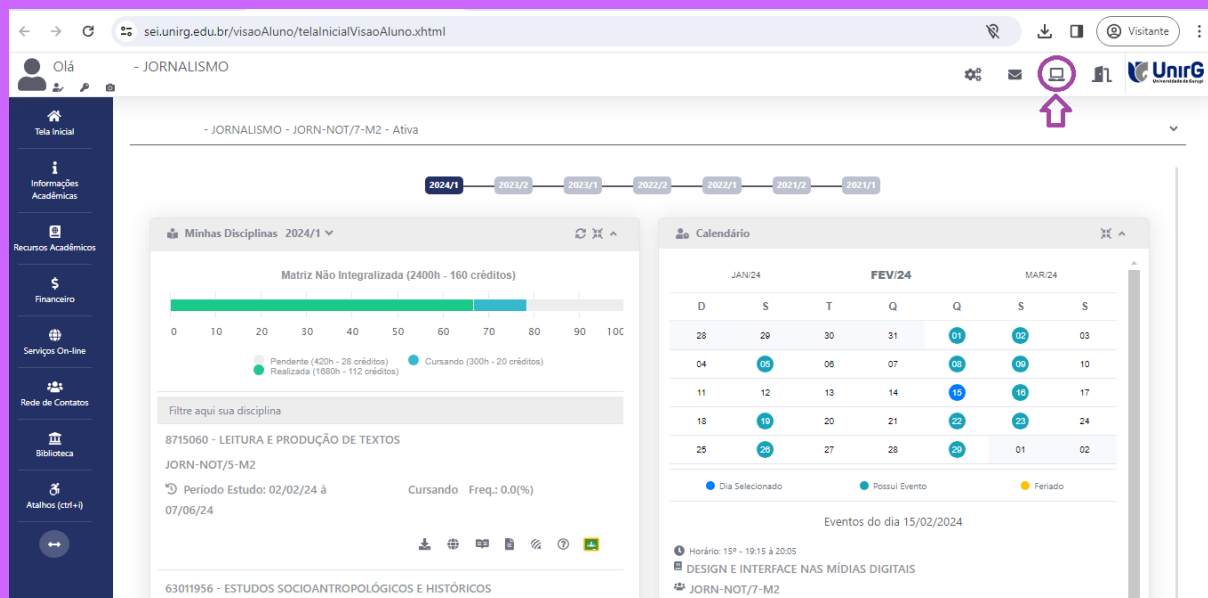 sei.unirg.edu.br/visaoAluno/telaInicialVisaoAluno.xhtml
Visitante
Olá
- JORNALISMO
UnirG
Tela Inicial
Informações
Acadêmicas
Recursos Acadêmicos
Financeiro
Serviços On-line
Rede de Contatos
Biblioteca
Atalhos (ctrl+i)
- JORNALISMO - JORN-NOT/7-M2 - Ativa
2024/1 2023/2 2023/1 2022/2 2022/1 2021/2 2021/1
Minhas Disciplinas 2024/1
Matriz Não Integralizada (2400h - 160 créditos)
0 10 20 30 40 50 60 70 80 90 100
Pendente (420h - 28 créditos) Cursando (300h - 20 créditos)
Realizada (1680h - 112 créditos)
Filtre aqui sua disciplina
8715060 - LEITURA E PRODUÇÃO DE TEXTOS
JORN-NOT/5-M2
Período Estudo: 02/02/24 á Cursando Freq.: 0.0(%)
07/06/24
63011956 - ESTUDOS SOCIOANTROPOLÓGICOS E HISTÓRICOS
Calendário
JAN/24 FEV/24 MAR/24
D S T Q Q S S
28 29 30 31 01 02 03
04 05 06 07 08 09 10
11 12 13 14 15 16 17
18 19 20 21 22 23 24
25 26 27 28 29 01 02
Dia Selecionado Possui Evento Feriado
Eventos do dia 15/02/2024
Horário: 15º - 19:15 à 20:05
DESIGN E INTERFACE NAS MÍDIAS DIGITAIS
JORN-NOT/7-M2